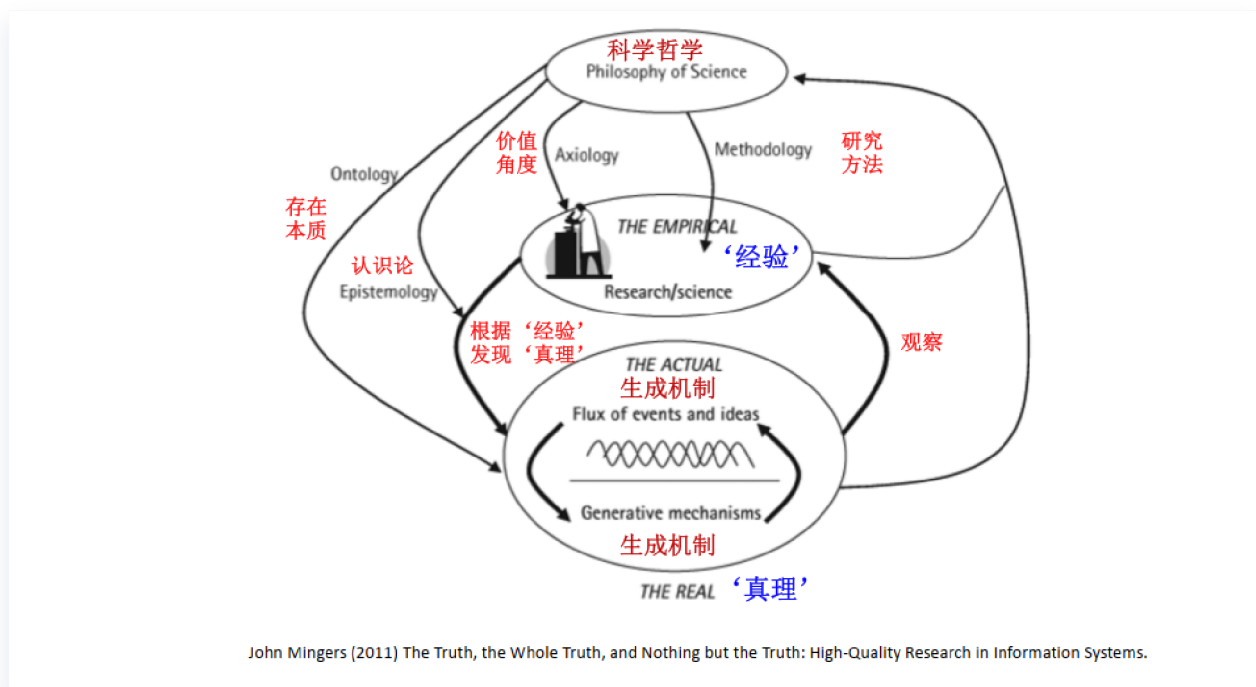 科学哲学
Philosophy of Science
价值
角度
Axiology
Methodology
研究
方法
Ontology
存在
本质
THE EMPIRICAL
‘经验’
认识论
Epistemology
Research/science
根据‘经验’
发现‘真理’
观察
THE ACTUAL
生成机制
Flux of events and ideas
Generative mechanisms
生成机制
THE REAL ‘真理’
John Mingers (2011) The Truth, the Whole Truth, and Nothing but the Truth: High-Quality Research in Information Systems.